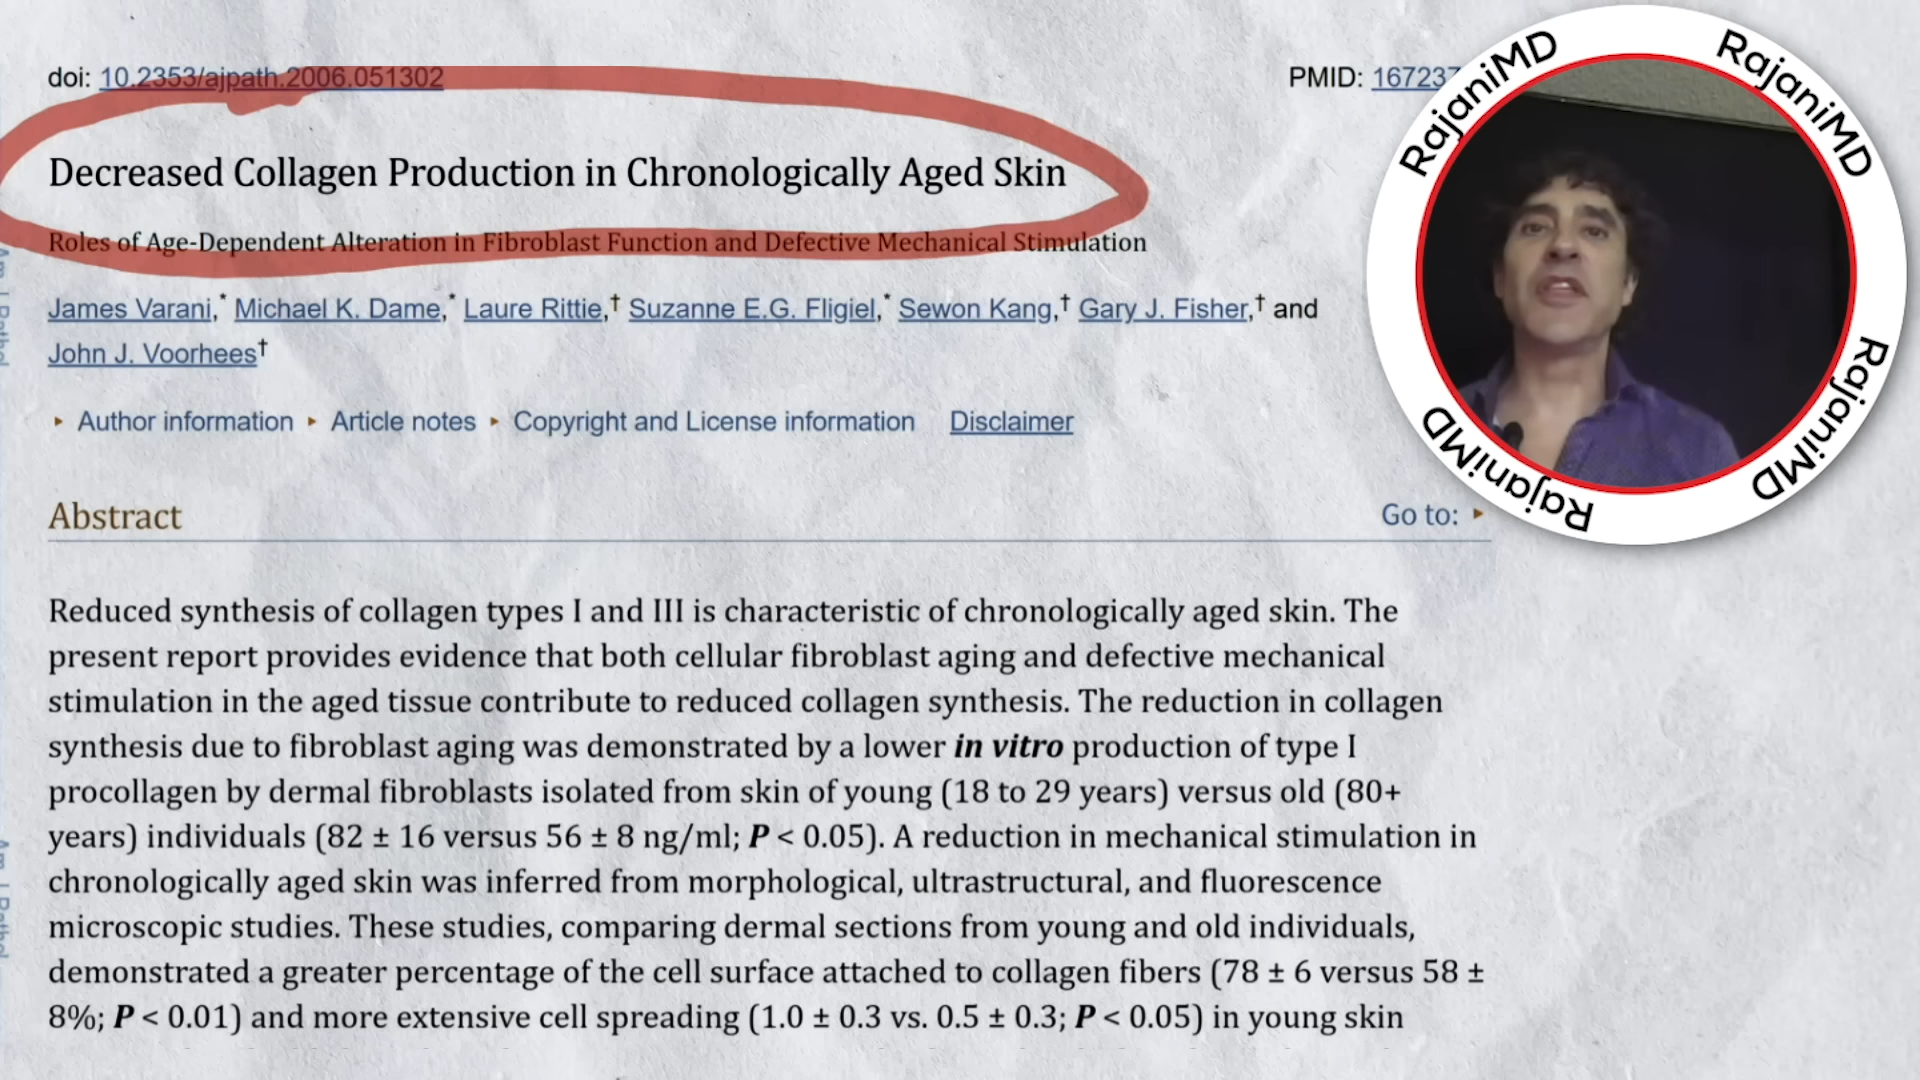 doi: 10.2353/ajpath.2006.051302
PMID: 167237
Decreased Collagen Production in Chronologically Aged Skin
Roles of Age-Dependent Alteration in Fibroblast Function and Defective Mechanical Stimulation
James Varani,* Michael K. Dame,* Laure Rittie,† Suzanne E.G. Fligiel,* Sewon Kang,† Gary J. Fisher,† and
John J. Voorhees†
▸ Author information ▸ Article notes ▸ Copyright and License information Disclaimer
Abstract
Go to: ▸
Reduced synthesis of collagen types I and III is characteristic of chronologically aged skin. The
present report provides evidence that both cellular fibroblast aging and defective mechanical
stimulation in the aged tissue contribute to reduced collagen synthesis. The reduction in collagen
synthesis due to fibroblast aging was demonstrated by a lower in vitro production of type I
procollagen by dermal fibroblasts isolated from skin of young (18 to 29 years) versus old (80+
years) individuals (82 ± 16 versus 56 ± 8 ng/ml; P < 0.05). A reduction in mechanical stimulation in
chronologically aged skin was inferred from morphological, ultrastructural, and fluorescence
microscopic studies. These studies, comparing dermal sections from young and old individuals,
demonstrated a greater percentage of the cell surface attached to collagen fibers (78 ± 6 versus 58 ±
8%; P < 0.01) and more extensive cell spreading (1.0 ± 0.3 vs. 0.5 ± 0.3; P < 0.05) in young skin
RajaniMD
RajaniMD
RajaniMD
RajaniMD